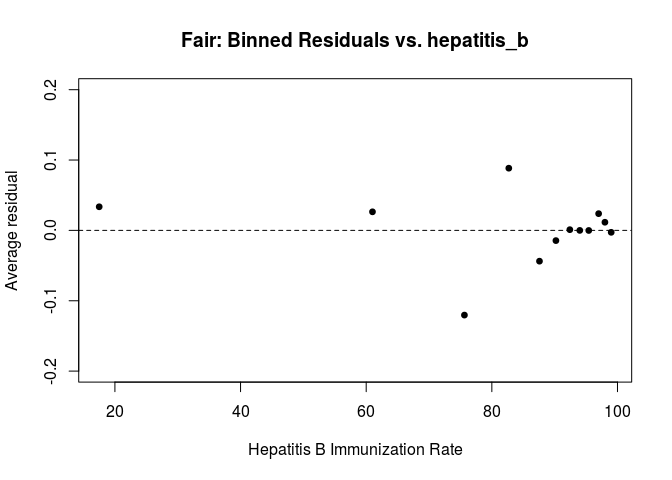 Fair: Binned Residuals vs. hepatitis_b
Average residual
0.2
0.1
0.0
-0.1
-0.2
20 40 60 80 100
Hepatitis B Immunization Rate